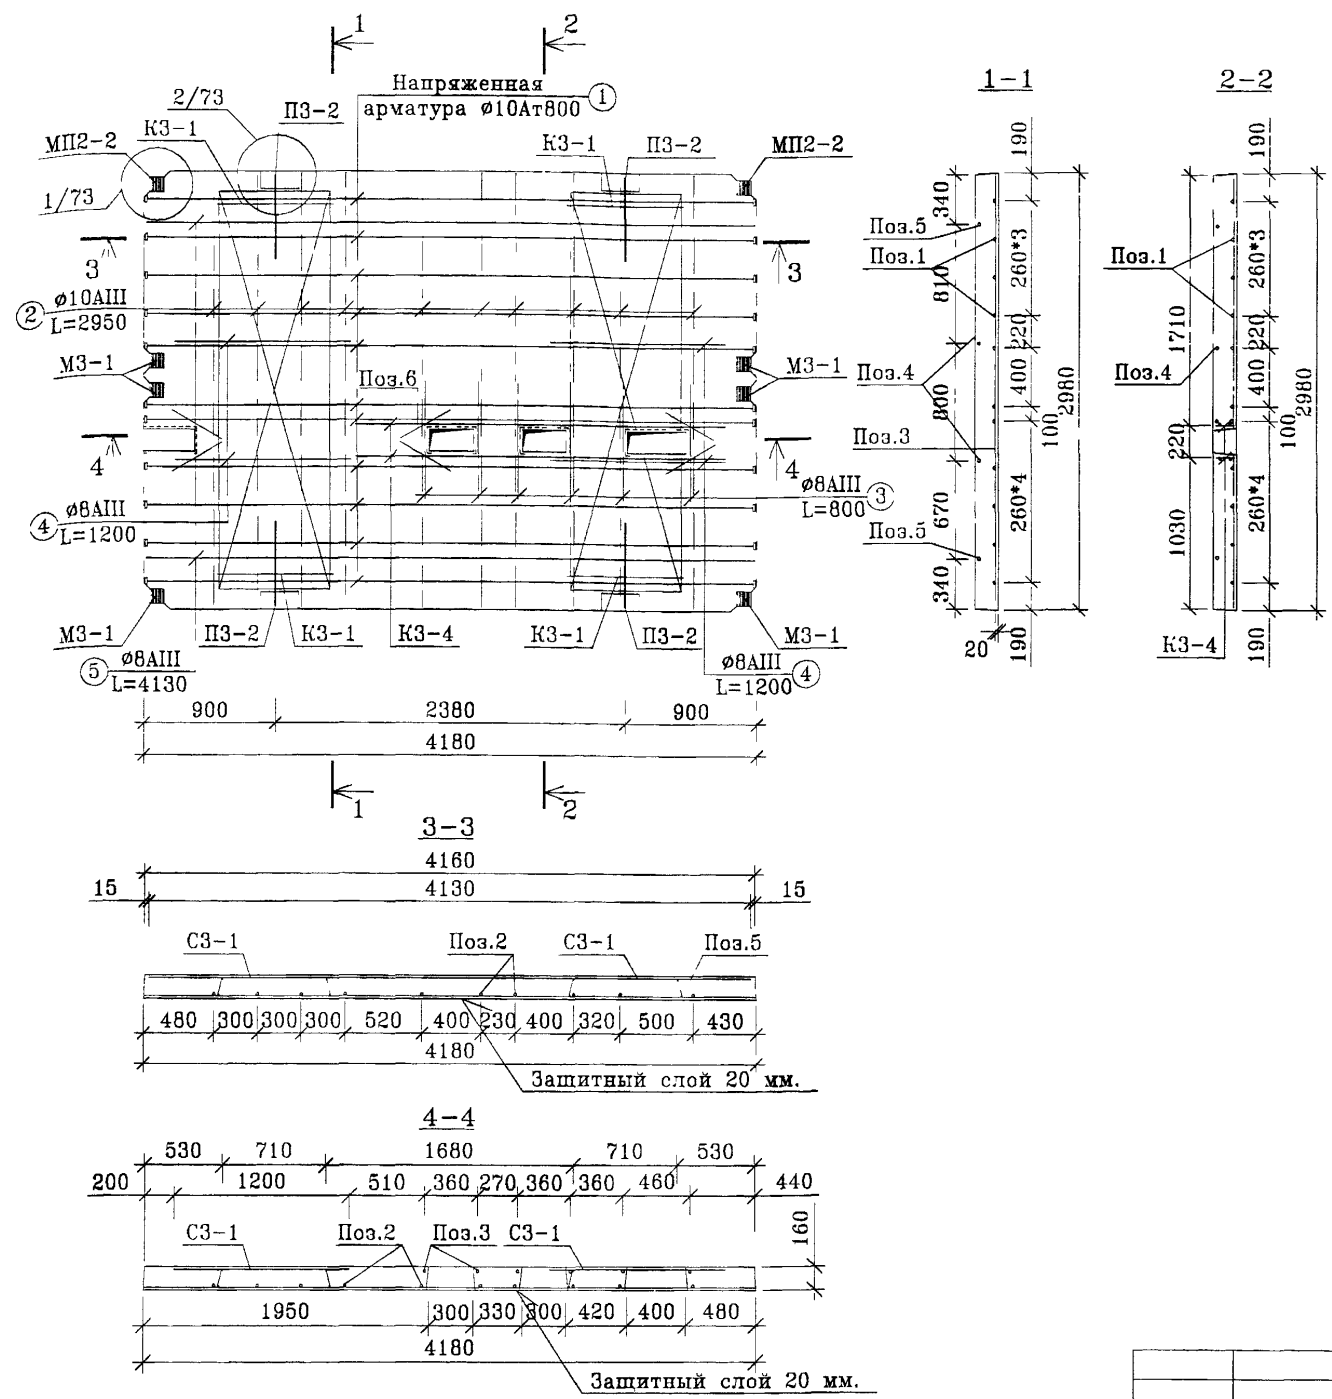 1
2
Напряженная
арматура ø10Ат800
1
2/73
П3-2
К3-1
МП2-2
1/73
К3-1
П3-2
МП2-2
3
3
2
ø10АIII
L=2950
М3-1
Поз.6
М3-1
4
4
ø8АIII
L=800
3
4
ø8АIII
L=1200
М3-1
П3-2
К3-1
К3-4
К3-1
П3-2
М3-1
5
ø8АIII
L=4130
ø8АIII
L=1200
4
900
2380
900
4180
1
2
1-1
190
340
Поз.5
Поз.1
260*3
810
220
Поз.4
400
800
2980
Поз.3
100
260*4
670
Поз.5
340
20
190
2-2
190
Поз.1
260*3
1710
220
Поз.4
400
2980
220
100
260*4
1030
К3-4
190
3-3
4160
15
4130
15
С3-1
Поз.2
С3-1
Поз.5
480
300
300
300
520
400
230
400
320
500
430
4180
Защитный слой 20 мм.
4-4
530
710
1680
710
530
200
1200
510
360
270
360
360
460
440
С3-1
Поз.2
Поз.3
С3-1
160
1950
300
330
300
420
400
480
4180
Защитный слой 20 мм.